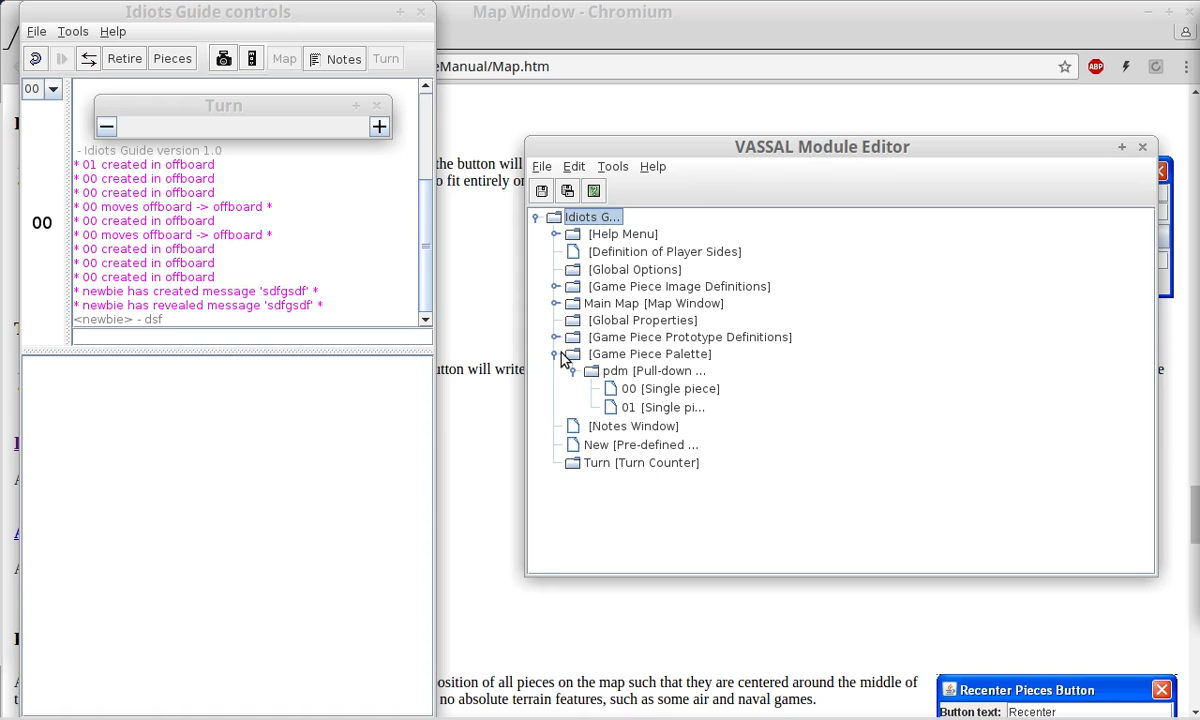 Idiots Guide controls
File Tools Help
Retire Pieces Map Notes Turn
00
Turn
- Idiots Guide version 1.0
* 01 created in offboard
* 00 created in offboard
* 00 created in offboard
* 00 moves offboard -> offboard *
* 00 created in offboard
* 00 moves offboard -> offboard *
* 00 created in offboard
* 00 created in offboard
* 00 created in offboard
* newbie has created message 'sdfgsdf' *
* newbie has revealed message 'sdfgsdf' *
<newbie> - dsf
00
Map Window - Chromium
eManual/Map.htm
ABP
the button will
o fit entirely
utton will write
VASSAL Module Editor
File Edit Tools Help
Idiots G...
[Help Menu]
[Definition of Player Sides]
[Global Options]
[Game Piece Image Definitions]
Main Map [Map Window]
[Global Properties]
[Game Piece Prototype Definitions]
[Game Piece Palette]
pdm [Pull-down ...
00 [Single piece]
01 [Single pi...
[Notes Window]
New [Pre-defined ...
Turn [Turn Counter]
osition of all pieces on the map such that they are centered around the middle of
no absolute terrain features, such as some air and naval games.
Recenter Pieces Button
Button text: Recenter